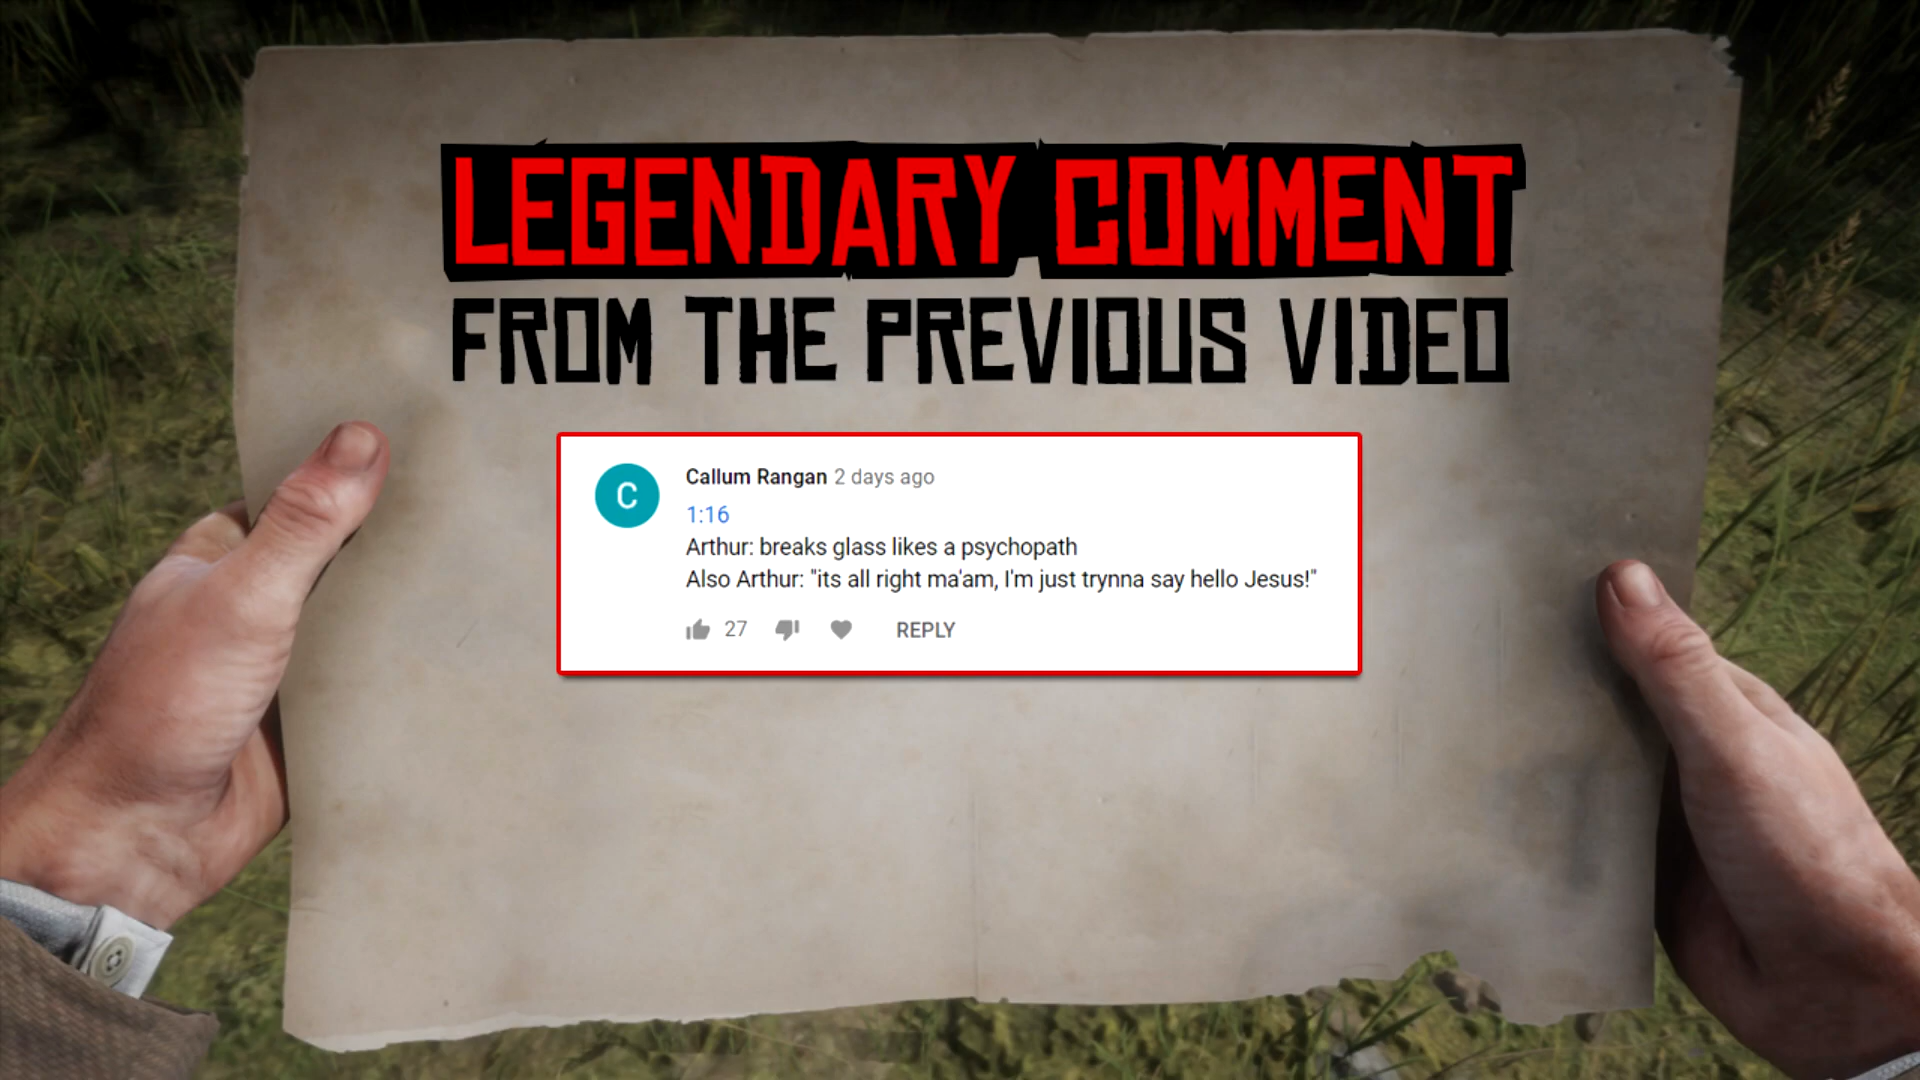 LEGENDARY COMMENT
FROM THE PREVIOUS VIDEO
C
Callum Rangan 2 days ago
1:16
Arthur: breaks glass likes a psychopath
Also Arthur: "its all right ma'am, I'm just trynna say hello Jesus!"
27 REPLY